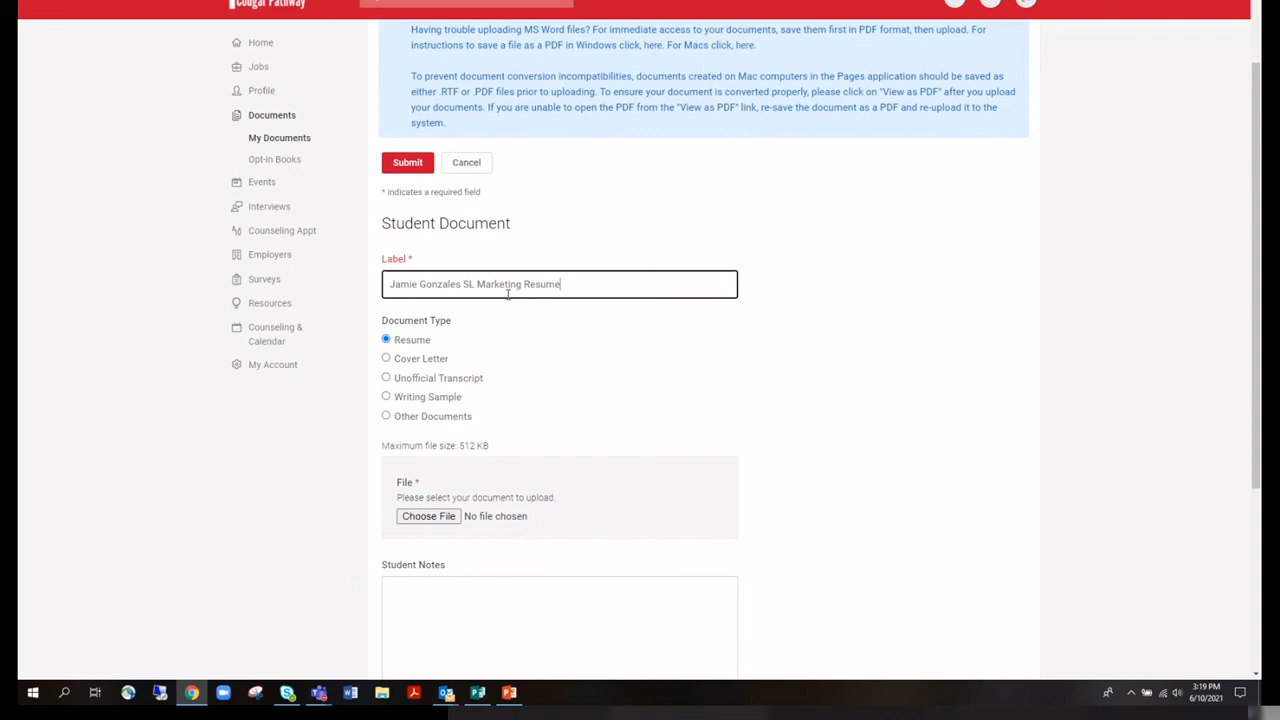 Cougar Pathway
Home
Jobs
Profile
Documents
My Documents
Opt-in Books
Events
Interviews
Counseling Appt
Employers
Surveys
Resources
Counseling &
Calendar
My Account
Having trouble uploading MS Word files? For immediate access to your documents, save them first in PDF format, then upload. For
instructions to save a file as a PDF in Windows click, here. For Macs click, here.
To prevent document conversion incompatibilities, documents created on Mac computers in the Pages application should be saved as
either .RTF or .PDF files prior to uploading. To ensure your document is converted properly, please click on "View as PDF" after you upload
your documents. If you are unable to open the PDF from the "View as PDF" link, re-save the document as a PDF and re-upload it to the
system.
Submit Cancel
* indicates a required field
Student Document
Label *
Jamie Gonzales SL Marketing Resume
Document Type
Resume
Cover Letter
Unofficial Transcript
Writing Sample
Other Documents
Maximum file size: 512 KB
File *
Please select your document to upload.
Choose File No file chosen
Student Notes
3:19 PM
6/10/2021